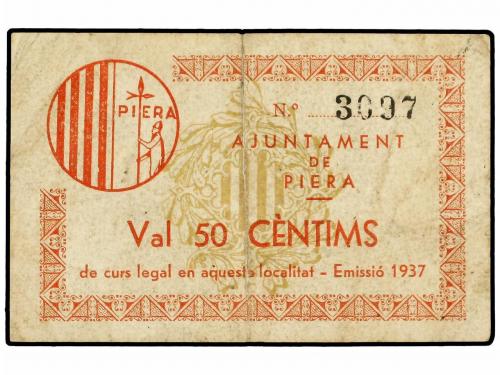 PIERA
Nº 3097
AJUNTAMENT
DE
PIERA
Val 50 CÈNTIMS
de curs legal en aquesta localitat - Emissió 1937